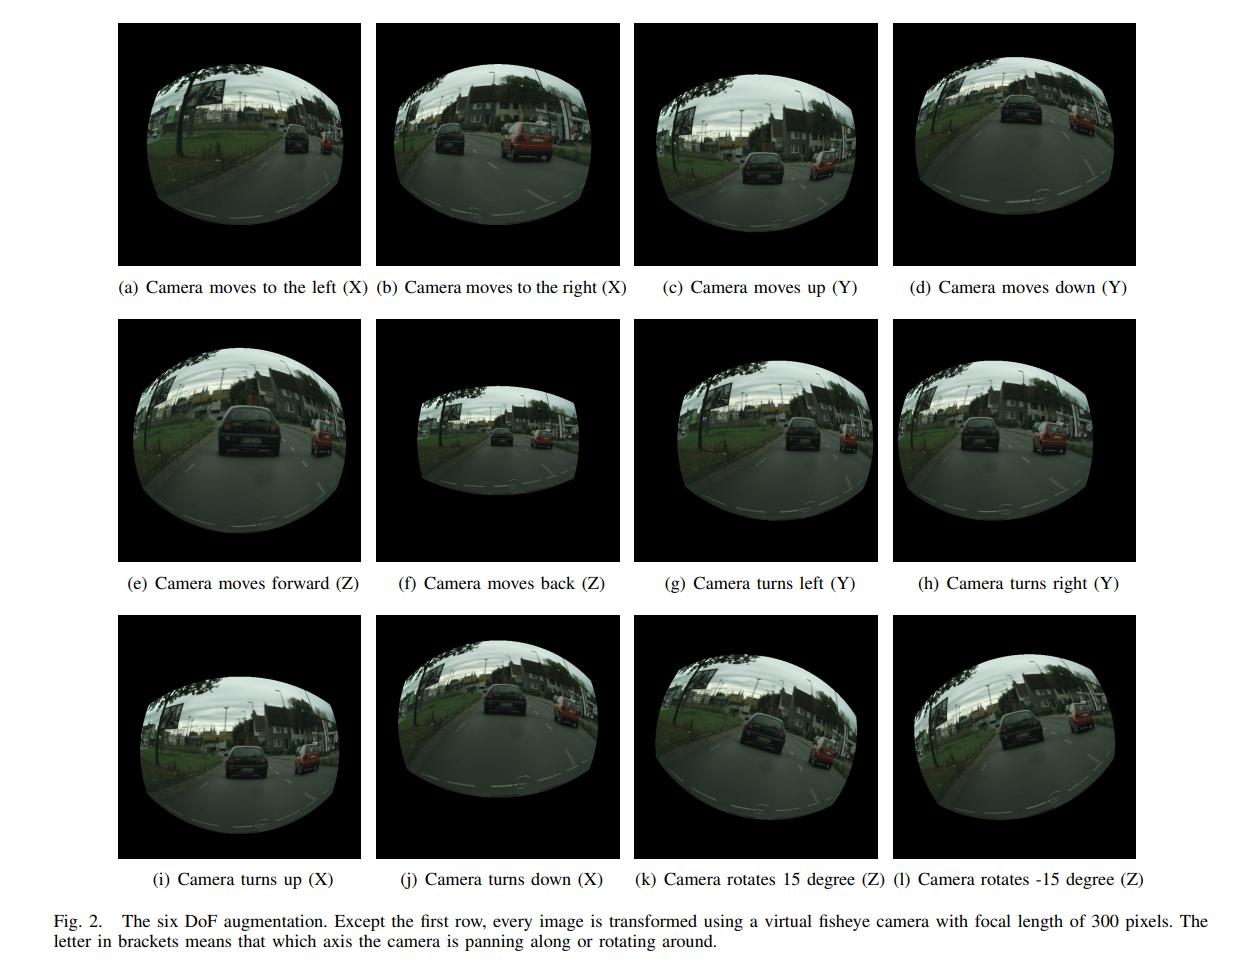 (a) Camera moves to the left (X) (b) Camera moves to the right (X) (c) Camera moves up (Y) (d) Camera moves down (Y)
(e) Camera moves forward (Z) (f) Camera moves back (Z) (g) Camera turns left (Y) (h) Camera turns right (Y)
(i) Camera turns up (X) (j) Camera turns down (X) (k) Camera rotates 15 degree (Z) (l) Camera rotates -15 degree (Z)
Fig. 2. The six DoF augmentation. Except the first row, every image is transformed using a virtual fisheye camera with focal length of 300 pixels. The
letter in brackets means that which axis the camera is panning along or rotating around.